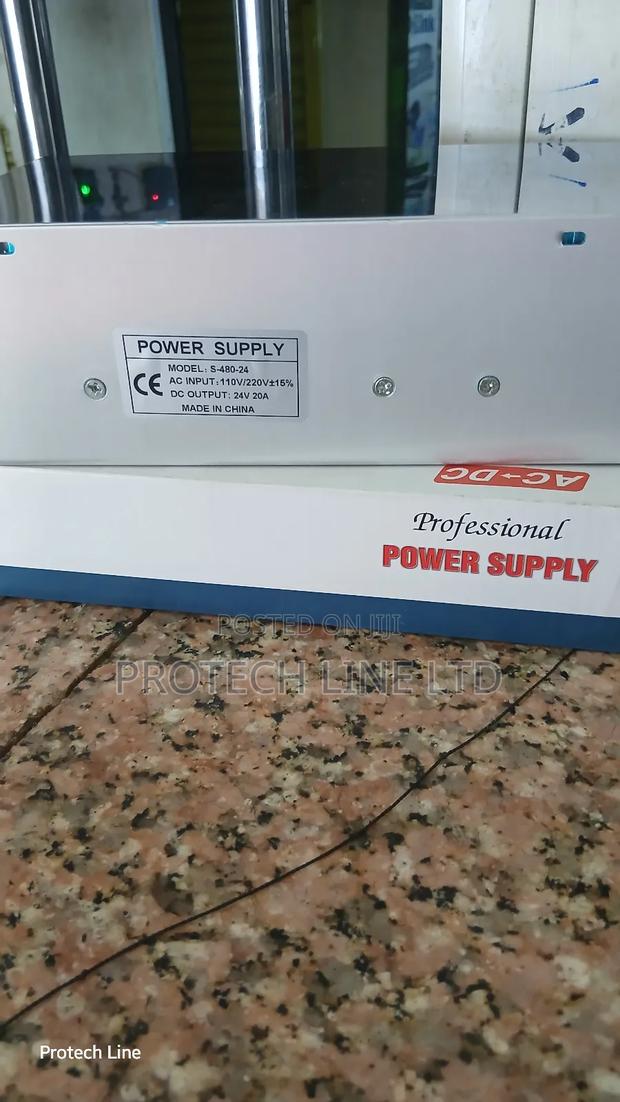 POWER SUPPLY
MODEL: S-480-24
CE
AC INPUT:110V/220V±15%
DC OUTPUT: 24V 20A
MADE IN CHINA
AC→DC
Professional
POWER SUPPLY
POSTED ON JIJI
PROTECH LINE LTD
Protech Line